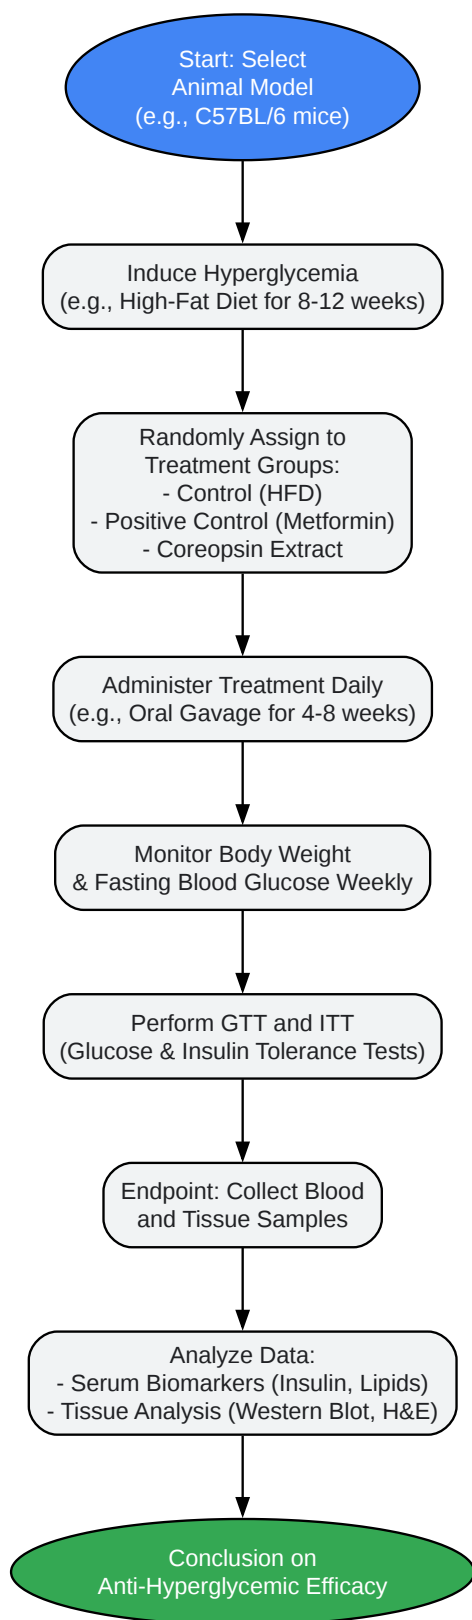 Start: Select
Animal Model
(e.g., C57BL/6 mice)
Induce Hyperglycemia
(e.g., High-Fat Diet for 8-12 weeks)
Randomly Assign to
Treatment Groups:
- Control (HFD)
- Positive Control (Metformin)
- Coreopsin Extract
Administer Treatment Daily
(e.g., Oral Gavage for 4-8 weeks)
Monitor Body Weight
& Fasting Blood Glucose Weekly
Perform GTT and ITT
(Glucose & Insulin Tolerance Tests)
Endpoint: Collect Blood
and Tissue Samples
Analyze Data:
- Serum Biomarkers (Insulin, Lipids)
- Tissue Analysis (Western Blot, H&E)
Conclusion on
Anti-Hyperglycemic Efficacy